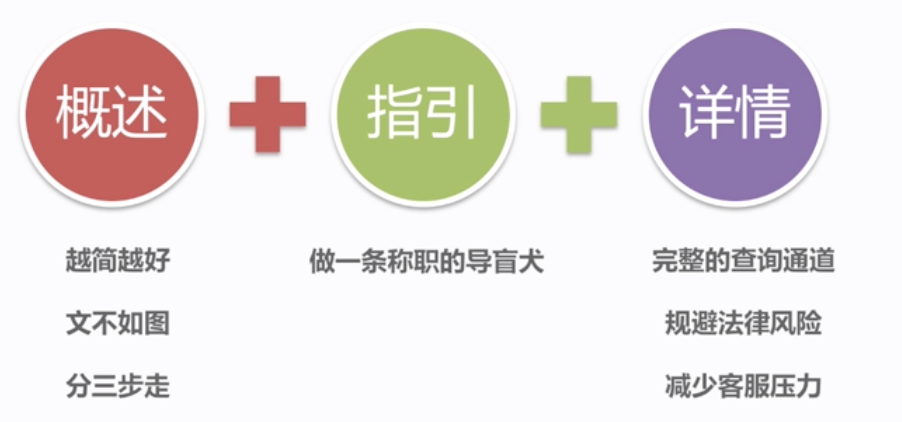 概述
指引
详情
越简越好
做一条称职的导盲犬
完整的查询通道
文不如图
规避法律风险
分三步走
减少客服压力